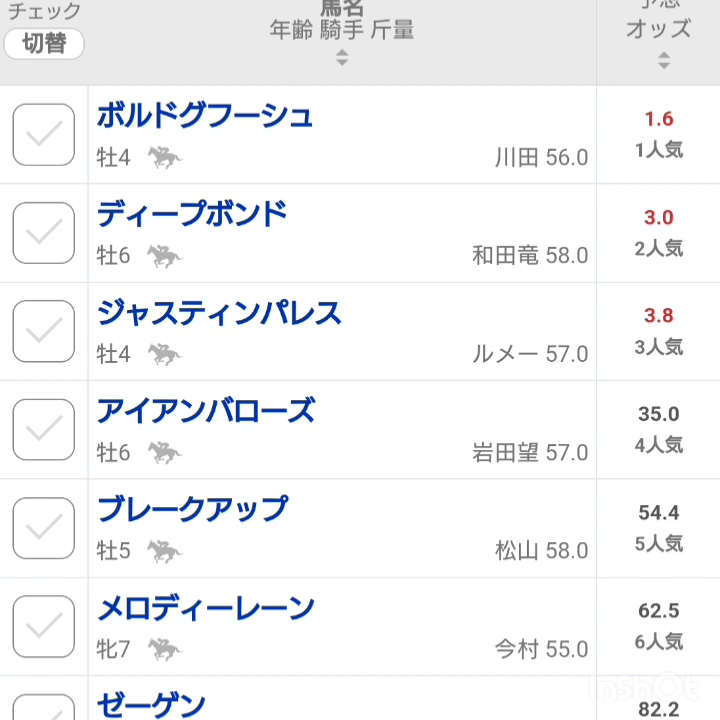 チェック
切替
馬名
年齢 騎手 斤量
予想
オッズ
ボルドグフーシュ
牡4
川田 56.0
1.6
1人気
ディープボンド
牡6
和田竜 58.0
3.0
2人気
ジャスティンパレス
牡4
ルメー 57.0
3.8
3人気
アイアンバローズ
牡6
岩田望 57.0
35.0
4人気
ブレークアップ
牡5
松山 58.0
54.4
5人気
メロディーレーン
牝7
今村 55.0
62.5
6人気
ゼーゲン
82.2
InShOt